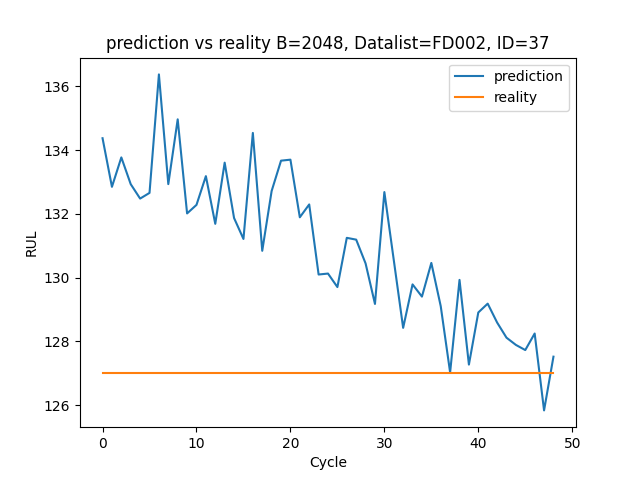 prediction vs reality B=2048, Datalist=FD002, ID=37
prediction
reality
136
134
132
130
128
126
RUL
0 10 20 30 40 50
Cycle